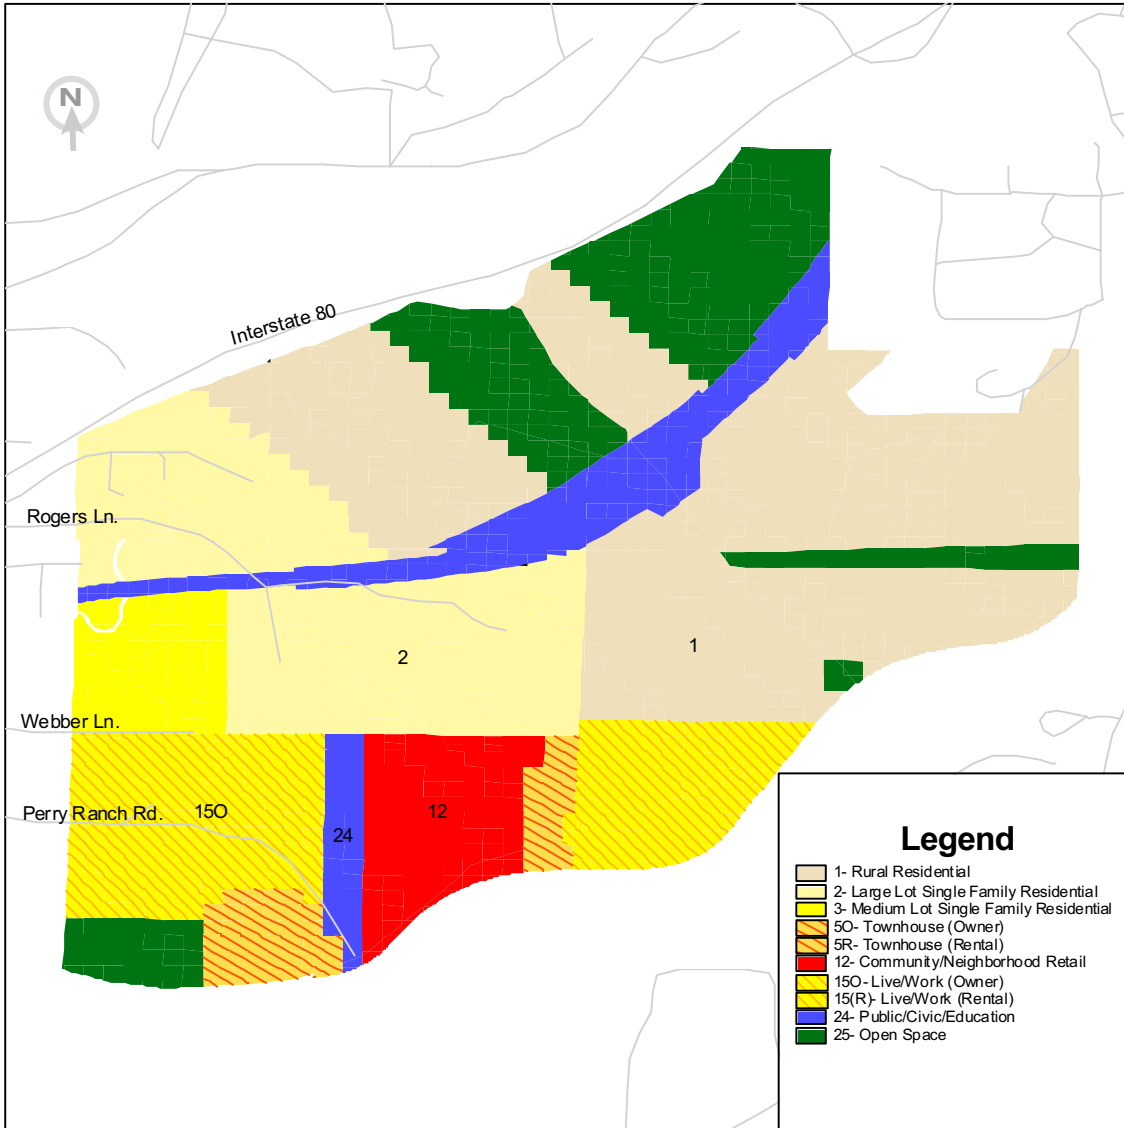 N
Interstate 80
Rogers Ln.
1
2
Webber Ln.
Perry Ranch Rd.
15O
12
24
Legend
1- Rural Residential
2- Large Lot Single Family Residential
3- Medium Lot Single Family Residential
5O- Townhouse (Owner)
5R- Townhouse (Rental)
12- Community/Neighborhood Retail
15O- Live/Work (Owner)
15(R)- Live/Work (Rental)
24- Public/Civic/Education
25- Open Space